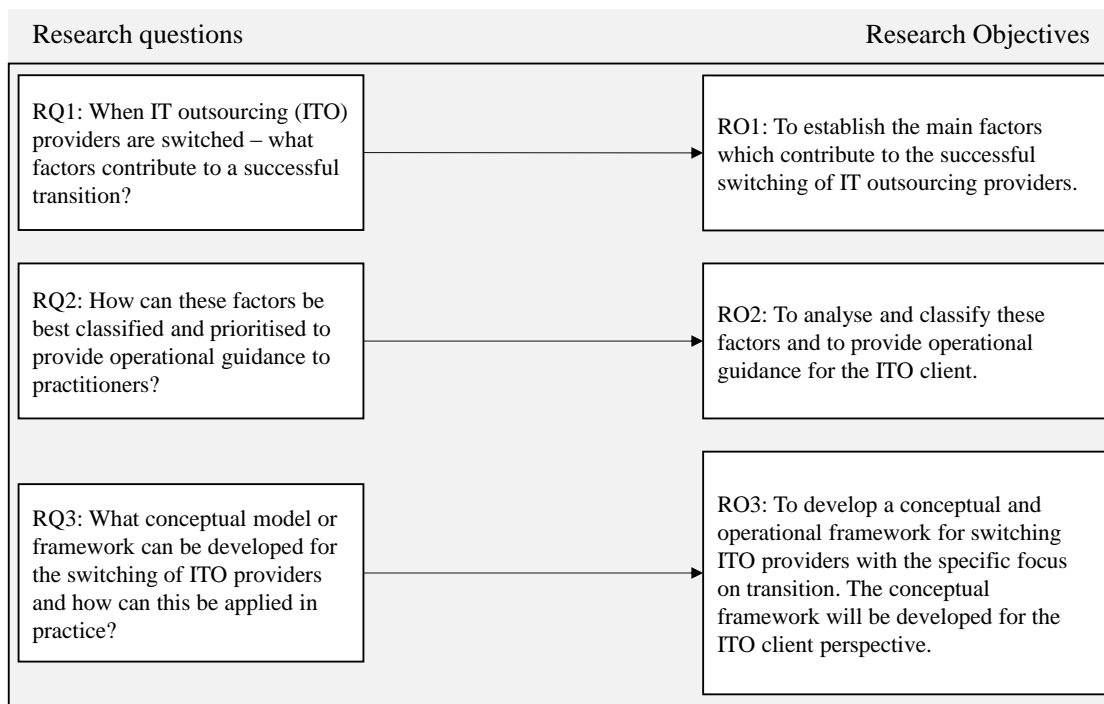 Research questions
Research Objectives
RQ1: When IT outsourcing (ITO)
providers are switched – what
factors contribute to a successful
transition?
RO1: To establish the main factors
which contribute to the successful
switching of IT outsourcing providers.
RQ2: How can these factors be
best classified and prioritised to
provide operational guidance to
practitioners?
RO2: To analyse and classify these
factors and to provide operational
guidance for the ITO client.
RQ3: What conceptual model or
framework can be developed for
the switching of ITO providers
and how can this be applied in
practice?
RO3: To develop a conceptual and
operational framework for switching
ITO providers with the specific focus
on transition. The conceptual
framework will be developed for the
ITO client perspective.